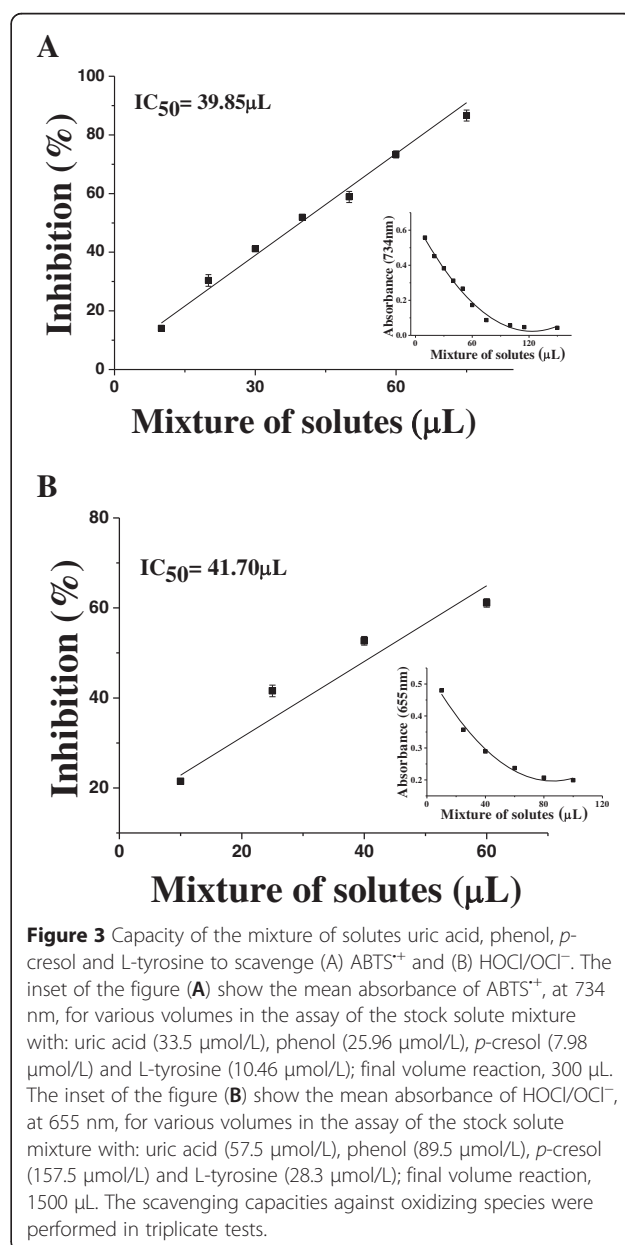 A
100
80
60
40
20
0
Inhibition (%)
IC50= 39.85μL
0 30 60
Mixture of solutes (μL)
0.6
0.4
0.2
0.0
Absorbance (734nm)
0 60 120
Mixture of solutes (μL)
B
80
60
40
20
Inhibition (%)
IC50= 41.70μL
0 20 40 60
Mixture of solutes (μL)
0.5
0.4
0.3
0.2
Absorbance (655nm)
0 40 80 120
Mixture of solutes (μL)
Figure 3 Capacity of the mixture of solutes uric acid, phenol, p-
cresol and L-tyrosine to scavenge (A) ABTS•+ and (B) HOCl/OCl−. The
inset of the figure (A) show the mean absorbance of ABTS•+, at 734
nm, for various volumes in the assay of the stock solute mixture
with: uric acid (33.5 μmol/L), phenol (25.96 μmol/L), p-cresol (7.98
μmol/L) and L-tyrosine (10.46 μmol/L); final volume reaction, 300 μL.
The inset of the figure (B) show the mean absorbance of HOCl/OCl−,
at 655 nm, for various volumes in the assay of the stock solute
mixture with: uric acid (57.5 μmol/L), phenol (89.5 μmol/L), p-cresol
(157.5 μmol/L) and L-tyrosine (28.3 μmol/L); final volume reaction,
1500 μL. The scavenging capacities against oxidizing species were
performed in triplicate tests.